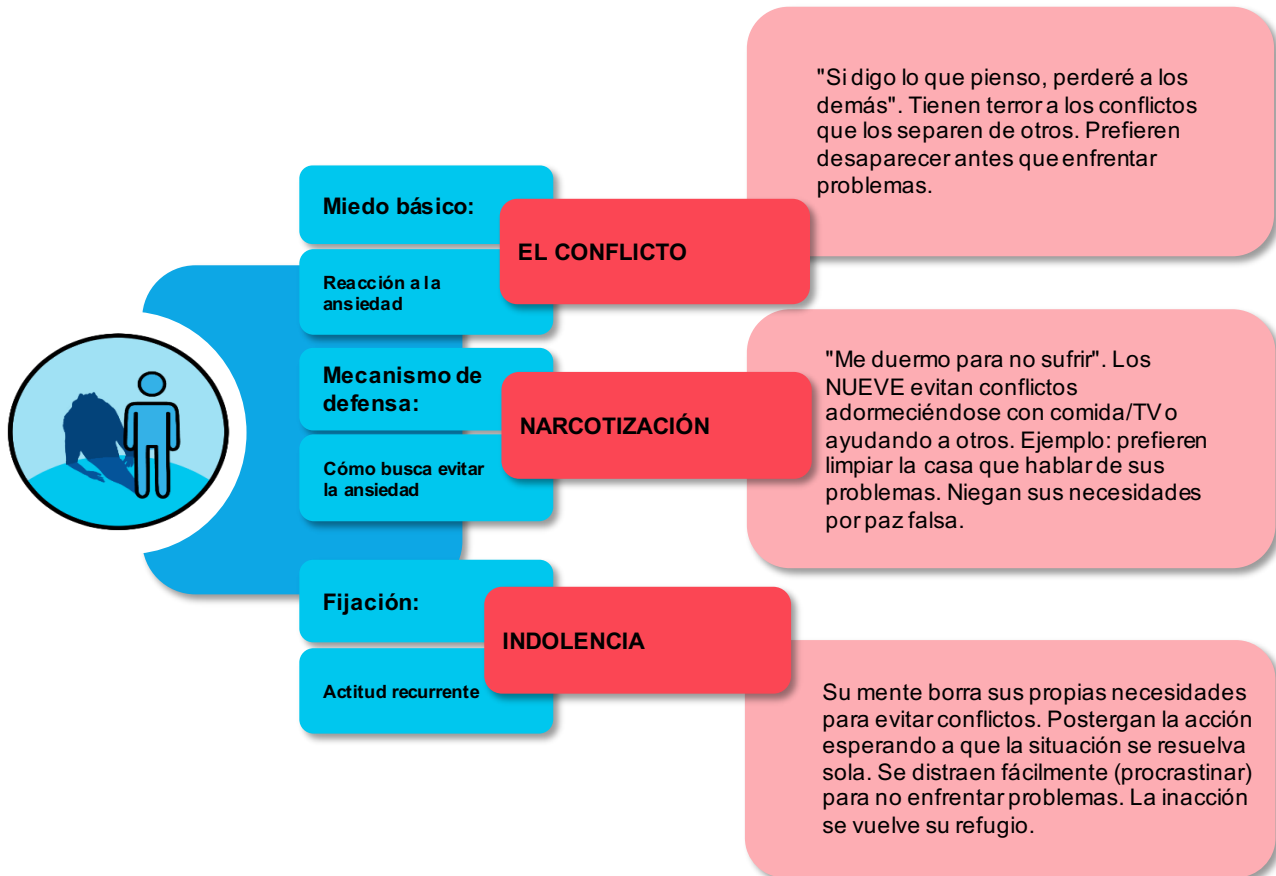 Miedo básico:
Reacción a la
ansiedad
EL CONFLICTO
"Si digo lo que pienso, perderé a los
demás". Tienen terror a los conflictos
que los separen de otros. Prefieren
desaparecer antes que enfrentar
problemas.
Mecanismo de
defensa:
Cómo busca evitar
la ansiedad
NARCOTIZACIÓN
"Me duermo para no sufrir". Los
NUEVE evitan conflictos
adormeciéndose con comida/TV o
ayudando a otros. Ejemplo: prefieren
limpiar la casa que hablar de sus
problemas. Niegan sus necesidades
por paz falsa.
Fijación:
Actitud recurrente
INDOLENCIA
Su mente borra sus propias necesidades
para evitar conflictos. Postergan la acción
esperando a que la situación se resuelva
sola. Se distraen fácilmente (procrastinar)
para no enfrentar problemas. La inacción
se vuelve su refugio.